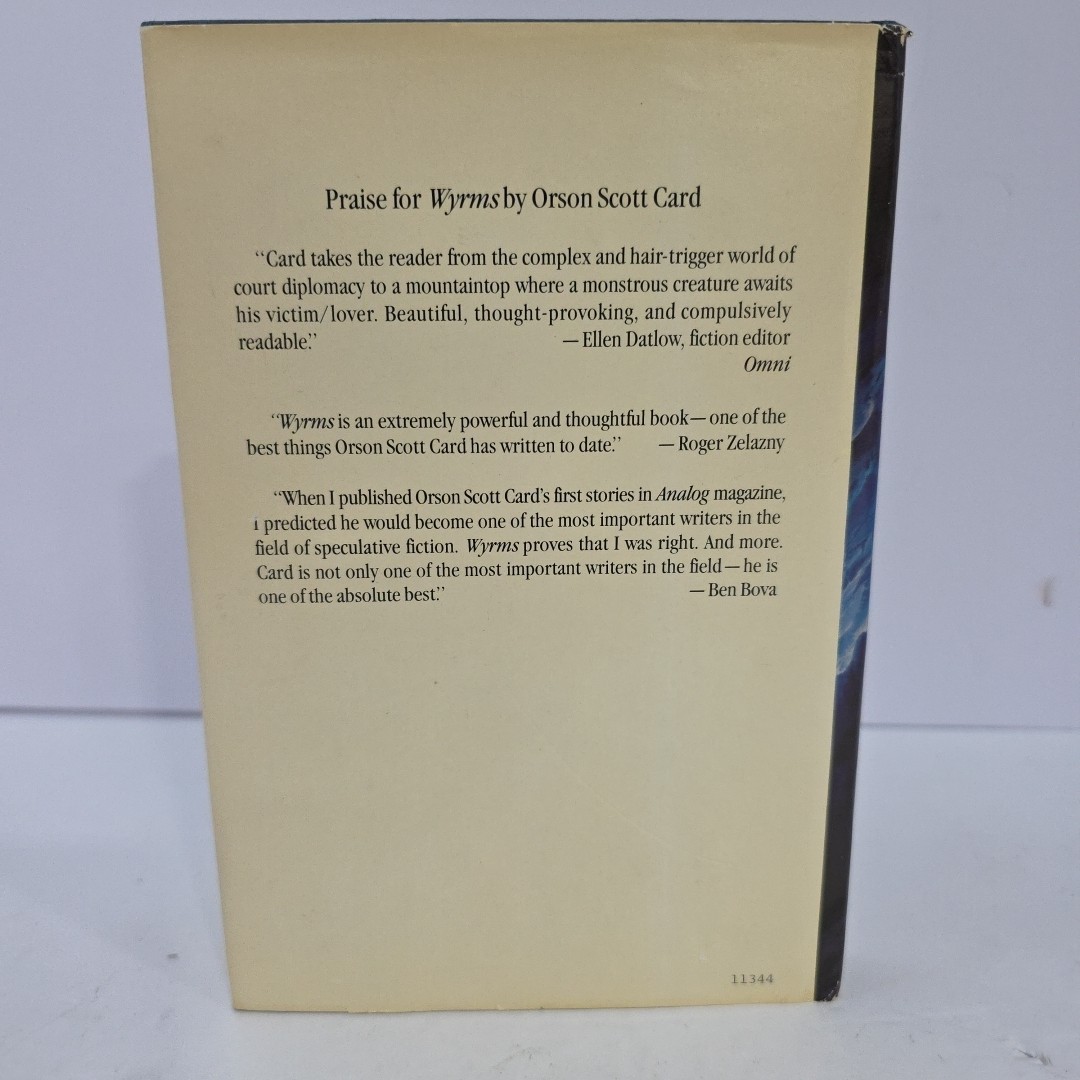 Praise for Wyrms by Orson Scott Card
“Card takes the reader from the complex and hair-trigger world of
court diplomacy to a mountaintop where a monstrous creature awaits
his victim/lover. Beautiful, thought-provoking, and compulsively
readable.” — Ellen Datlow, fiction editor
Omni
“Wyrms is an extremely powerful and thoughtful book — one of the
best things Orson Scott Card has written to date.” — Roger Zelazny
“When I published Orson Scott Card’s first stories in Analog magazine,
I predicted he would become one of the most important writers in the
field of speculative fiction. Wyrms proves that I was right. And more.
Card is not only one of the most important writers in the field — he is
one of the absolute best.” — Ben Bova
11344